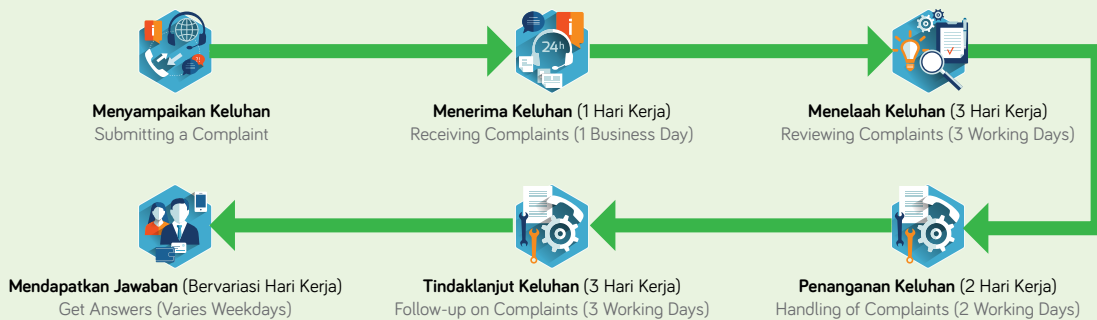 24h
Menyampaikan Keluhan
Submitting a Complaint
Menerima Keluhan (1 Hari Kerja)
Receiving Complaints (1 Business Day)
Menelaah Keluhan (3 Hari Kerja)
Reviewing Complaints (3 Working Days)
Penanganan Keluhan (2 Hari Kerja)
Handling of Complaints (2 Working Days)
Tindaklanjut Keluhan (3 Hari Kerja)
Follow-up on Complaints (3 Working Days)
Mendapatkan Jawaban (Bervariasi Hari Kerja)
Get Answers (Varies Weekdays)